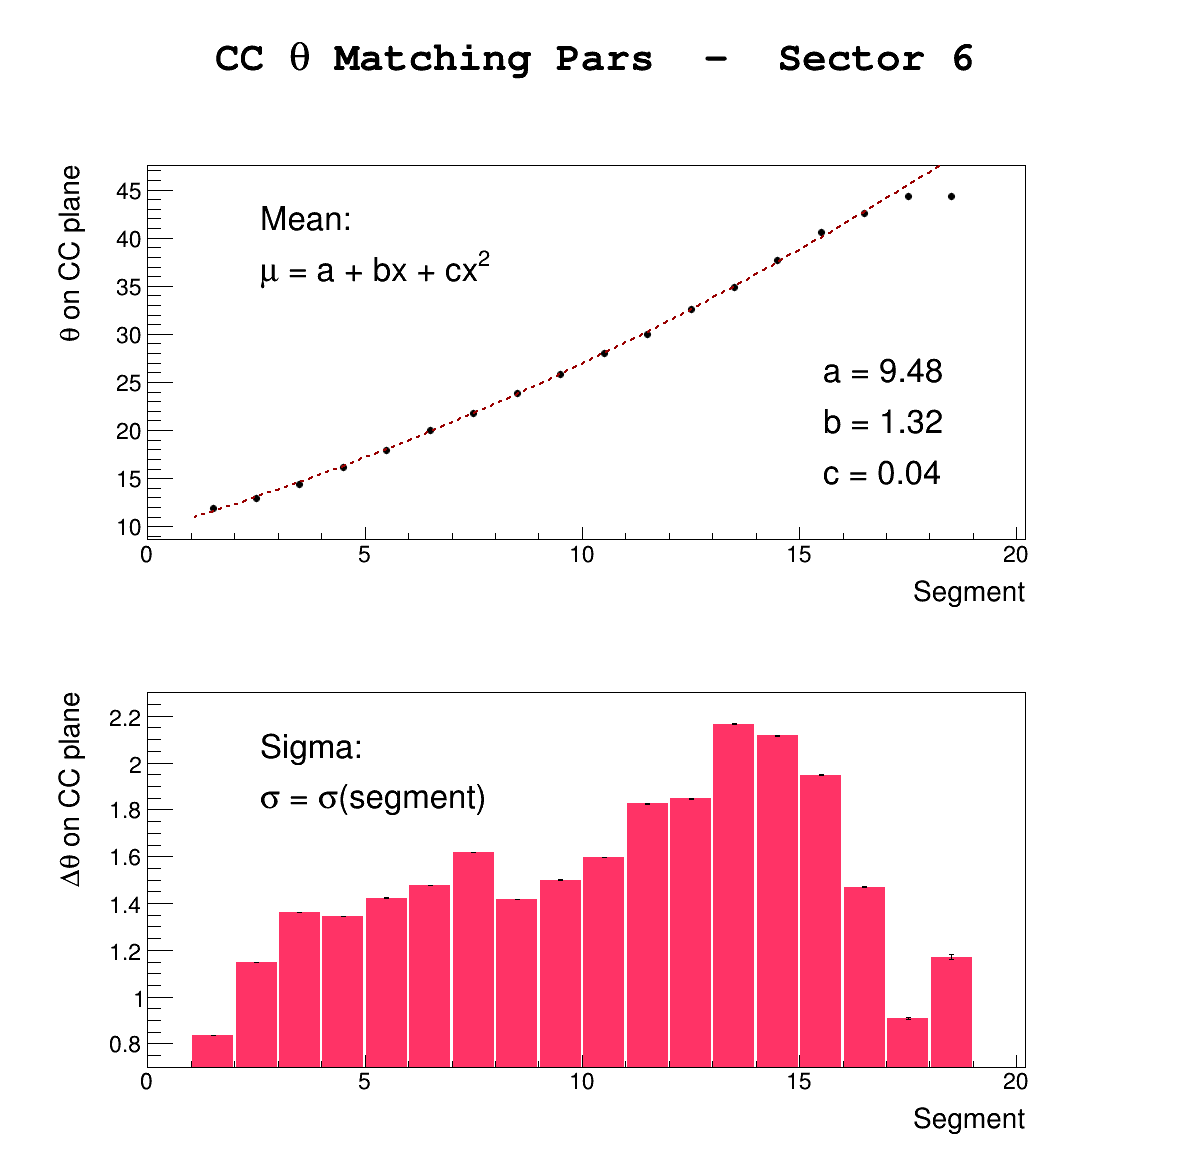 CC θ Matching Pars – Sector 6
θ on CC plane
45
40
35
30
25
20
15
10
Mean:
μ = a + bx + cx²
a = 9.48
b = 1.32
c = 0.04
0 5 10 15 20
Segment
Δθ on CC plane
2.2
2
1.8
1.6
1.4
1.2
1
0.8
Sigma:
σ = σ(segment)
0 5 10 15 20
Segment